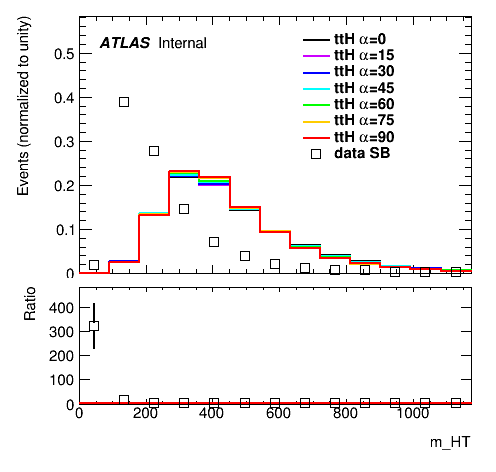 ATLAS Internal
Events (normalized to unity)
0.5
0.4
0.3
0.2
0.1
0
ttH α=0
ttH α=15
ttH α=30
ttH α=45
ttH α=60
ttH α=75
ttH α=90
data SB
Ratio
400
300
200
100
0
0 200 400 600 800 1000
m_HT